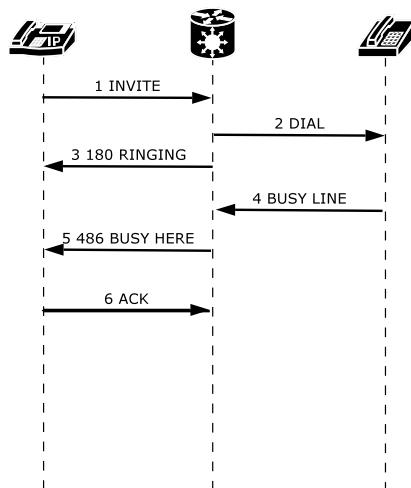 IP
1 INVITE
2 DIAL
3 180 RINGING
4 BUSY LINE
5 486 BUSY HERE
6 ACK